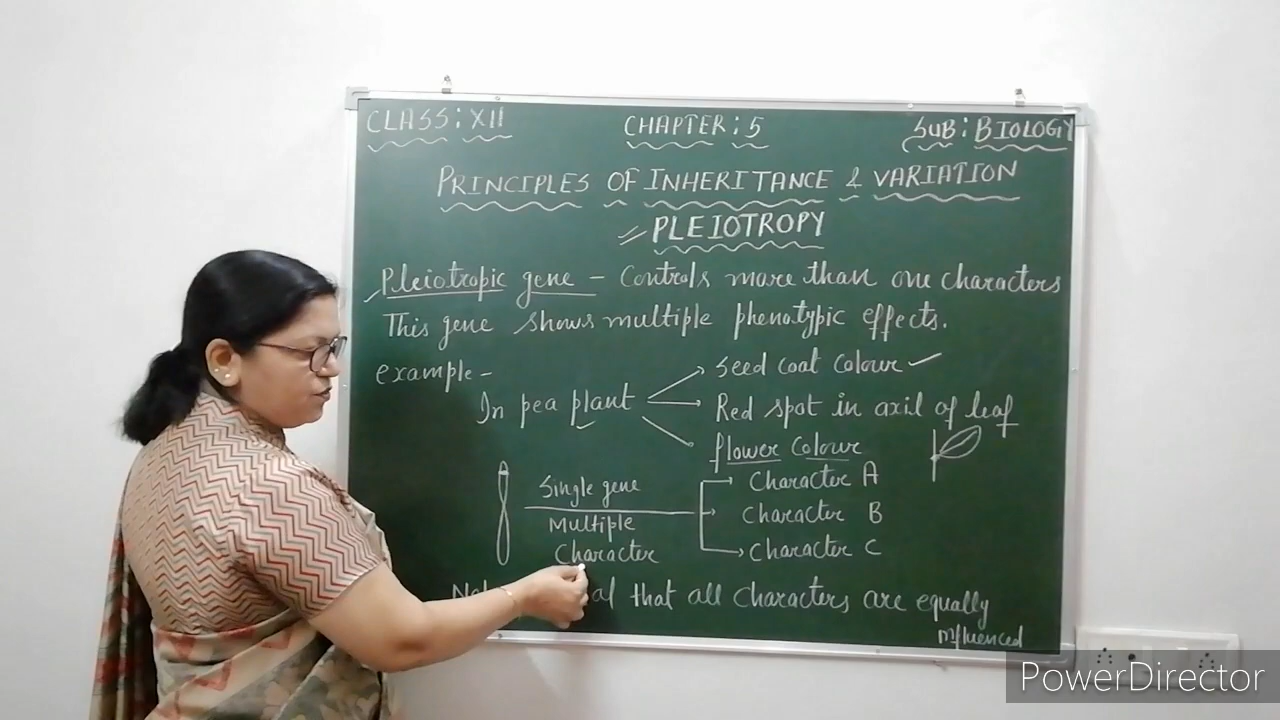 CLASS: XII CHAPTER: 5 SUB: BIOLOGY
PRINCIPLES OF INHERITANCE & VARIATION
PLEIOTROPY
Pleiotropic gene - Controls more than one characters
This gene shows multiple phenotypic effects.
example -
In pea plant
Seed coat colour
Red spot in axil of leaf
flower colour
Single gene
Multiple
Character
Character A
Character B
Character C
that all characters are equally
influenced
PowerDirector